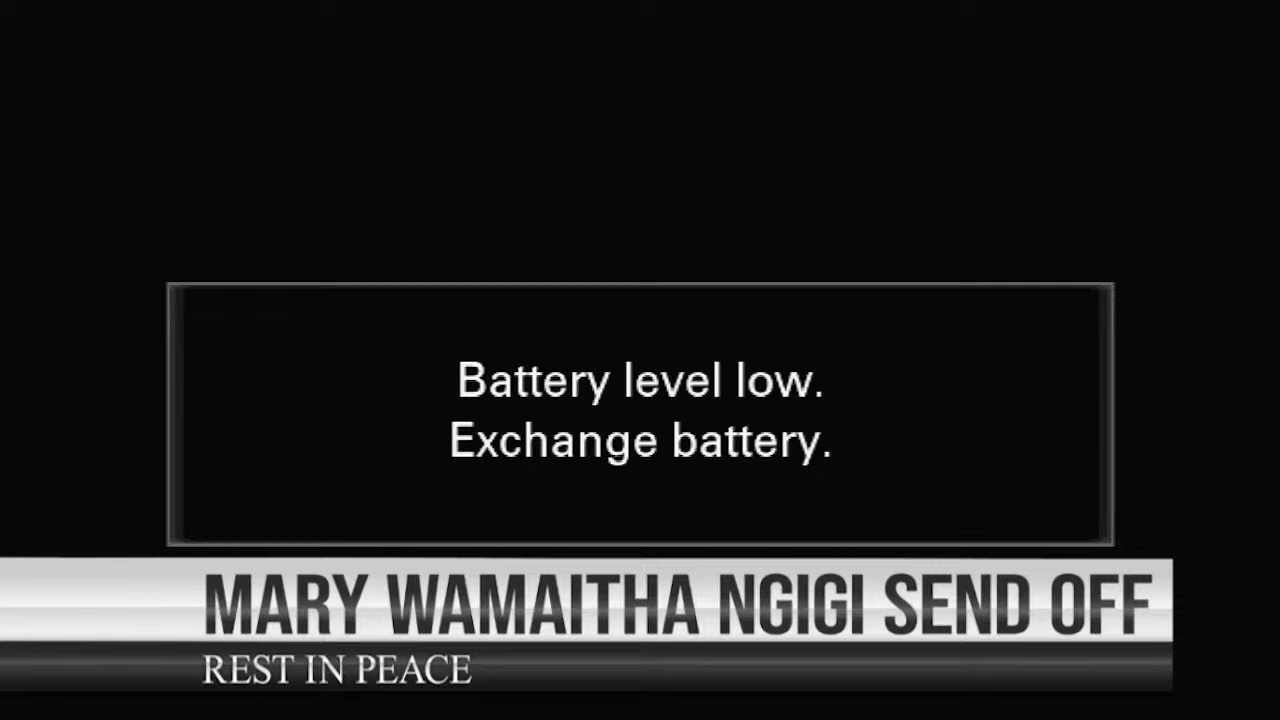 Battery level low.
Exchange battery.
MARY WAMAITHA NGIGI SEND OFF
REST IN PEACE